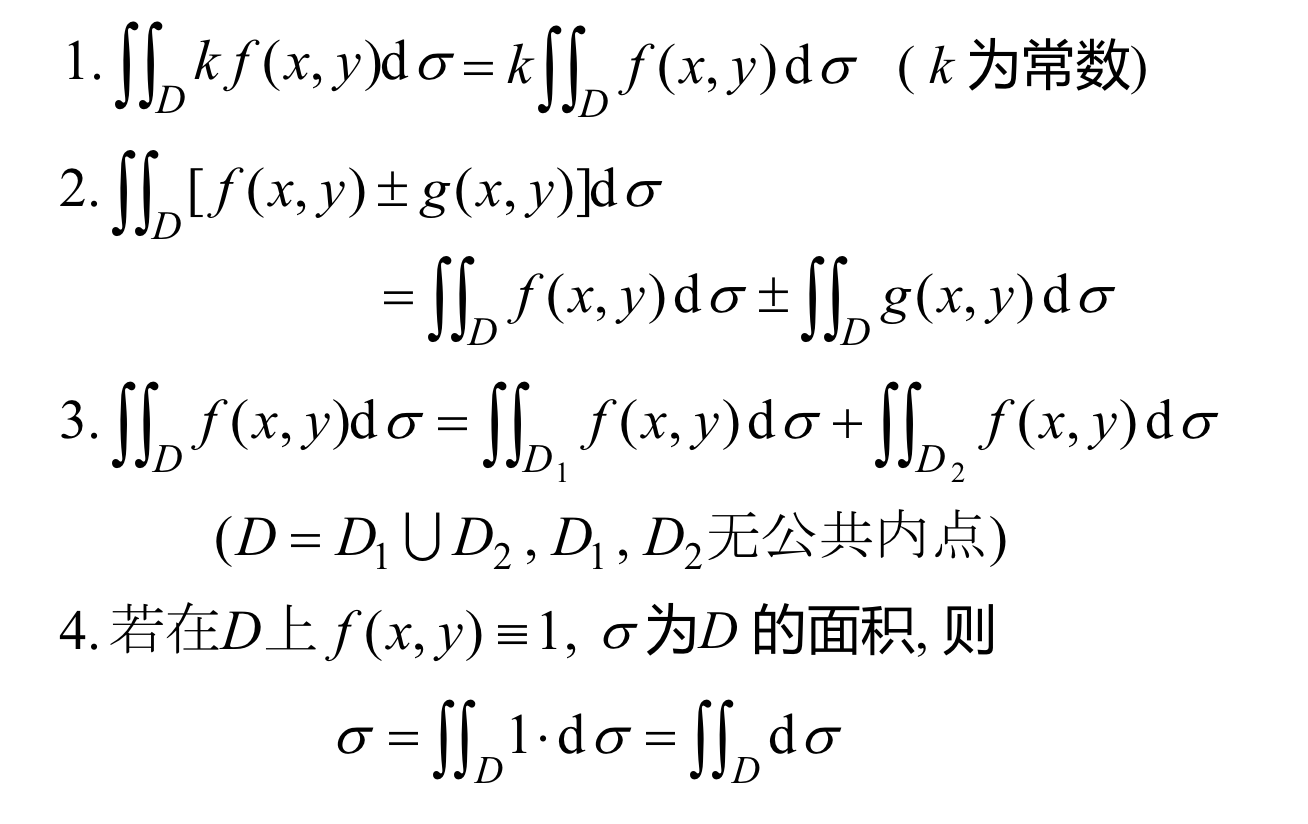 1. ∬_D k f(x, y)dσ = k∬_D f(x, y)dσ ( k 为常数)
2. ∬_D [f(x, y) ± g(x, y)]dσ
= ∬_D f(x, y)dσ ± ∬_D g(x, y)dσ
3. ∬_D f(x, y)dσ = ∬_{D_1} f(x, y)dσ + ∬_{D_2} f(x, y)dσ
(D = D_1 ∪ D_2 , D_1 , D_2 无公共内点)
4. 若在D上 f(x, y) ≡ 1, σ 为D 的面积, 则
σ = ∬_D 1·dσ = ∬_D dσ